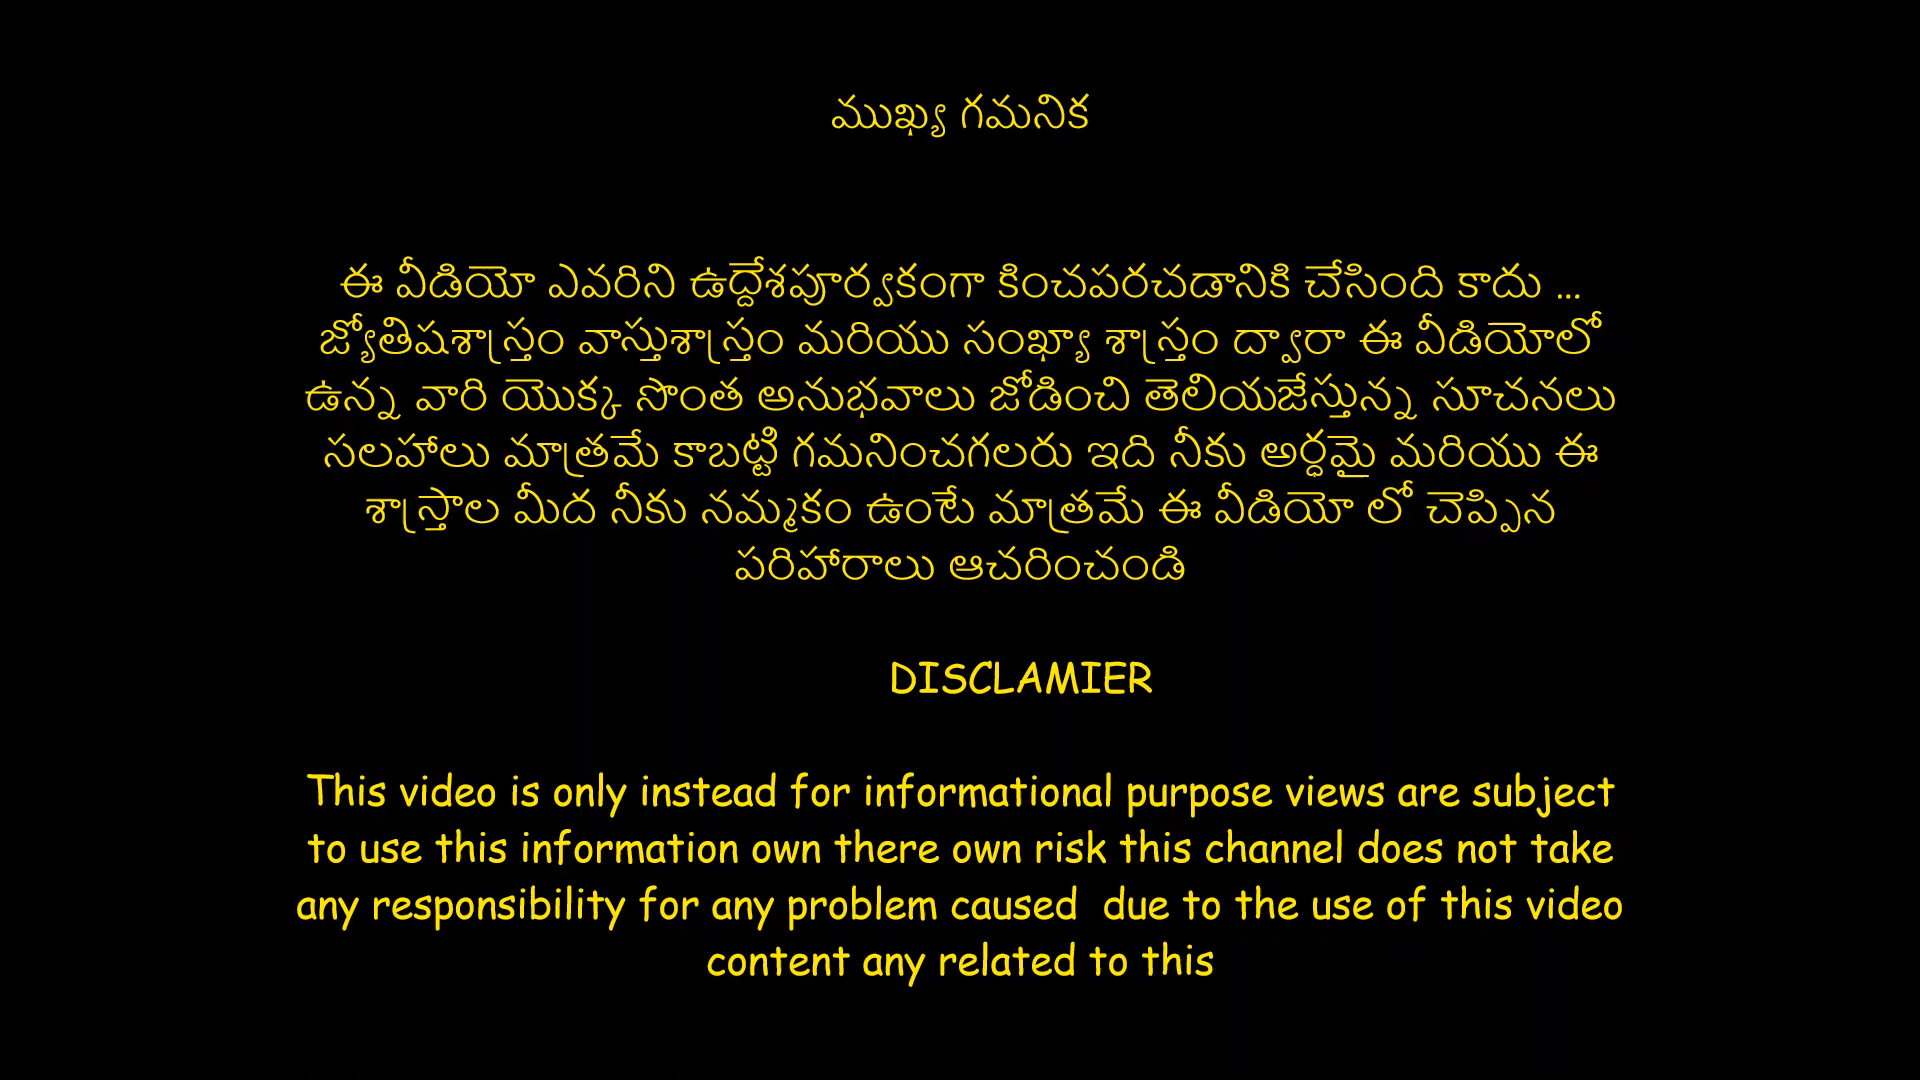 ముఖ్య గమనిక
ఈ వీడియో ఎవరిని ఉద్దేశపూర్వకంగా కించపరచడానికి చేసింది కాదు ...
జ్యోతిషశాస్త్రం వాస్తుశాస్త్రం మరియు సంఖ్యా శాస్త్రం ద్వారా ఈ వీడియోలో
ఉన్న వారి యొక్క సొంత అనుభవాలు జోడించి తెలియజేస్తున్న సూచనలు
సలహాలు మాత్రమే కాబట్టి గమనించగలరు ఇది నీకు అర్ధమై మరియు ఈ
శాస్త్రాల మీద నీకు నమ్మకం ఉంటే మాత్రమే ఈ వీడియో లో చెప్పిన
పరిహారాలు ఆచరించండి
DISCLAMIER
This video is only instead for informational purpose views are subject
to use this information own there own risk this channel does not take
any responsibility for any problem caused  due to the use of this video
content any related to this